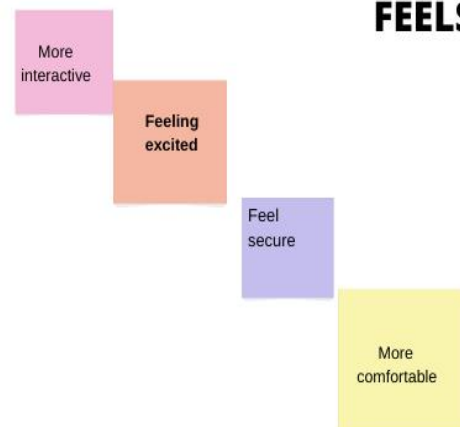 FEELS
More
interactive
Feeling
excited
Feel
secure
More
comfortable